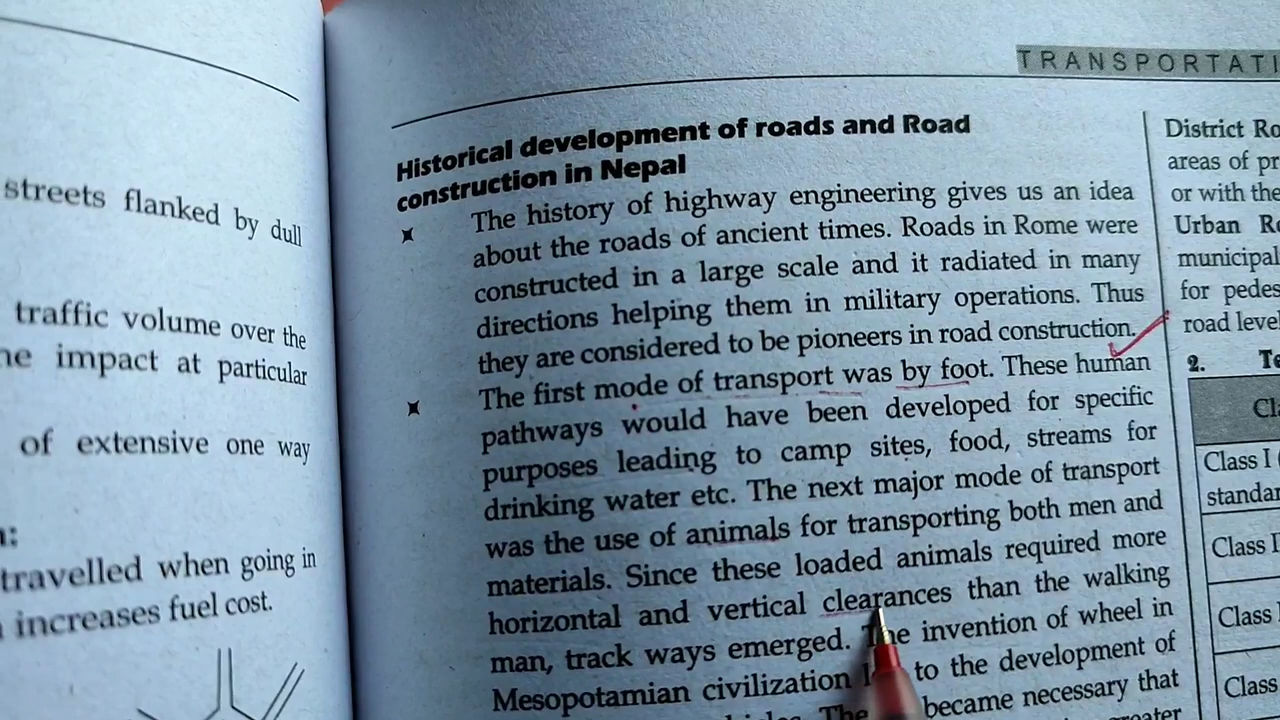 streets flanked by dull
traffic volume over the
impact at particular
of extensive one way
travelled when going in
increases fuel cost.
TRANSPORTATI
Historical development of roads and Road
construction in Nepal
The history of highway engineering gives us an idea
about the roads of ancient times. Roads in Rome were
constructed in a large scale and it radiated in many
directions helping them in military operations. Thus
they are considered to be pioneers in road construction.
The first mode of transport was by foot. These human
pathways would have been developed for specific
purposes leading to camp sites, food, streams for
drinking water etc. The next major mode of transport
was the use of animals for transporting both men and
materials. Since these loaded animals required more
horizontal and vertical clearances than the walking
man, track ways emerged. The invention of wheel in
Mesopotamian civilization to the development of
The became necessary that
District Ro
areas of pr
or with the
Urban Ro
municipal
for pedes
road level
2. Te
Cl
Class I
standar
Class I
Class
Class